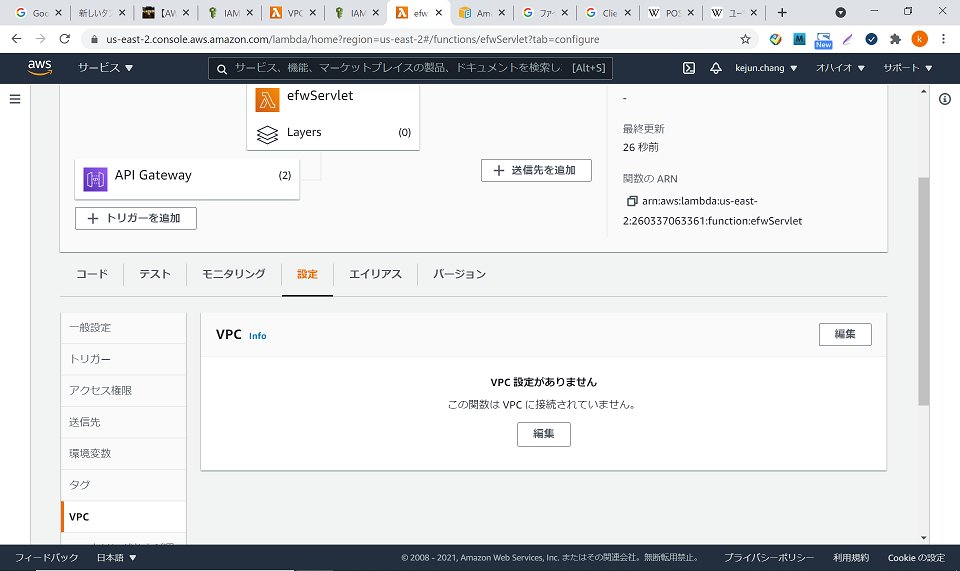 Goc
新しいタブ
【AW
IAM
VPC
IAM
efw
Ama
ファイ
Clie
POS
ユー
us-east-2.console.aws.amazon.com/lambda/home?region=us-east-2#/functions/efwServlet?tab=configure
New
k
aws
サービス
サービス、機能、マーケットプレイスの製品、ドキュメントを検索し
[Alt+S]
kejun.chang
オハイオ
サポート
efwServlet
Layers
(0)
API Gateway
(2)
トリガーを追加
送信先を追加
-
最終更新
26 秒前
関数の ARN
arn:aws:lambda:us-east-
2:260337063361:function:efwServlet
コード
テスト
モニタリング
設定
エイリアス
バージョン
一般設定
トリガー
アクセス権限
送信先
環境変数
タグ
VPC
VPC Info
編集
VPC 設定がありません
この関数は VPC に接続されていません。
編集
フィードバック
日本語
© 2008 - 2021, Amazon Web Services, Inc. またはその関連会社。無断転用禁止。
プライバシーポリシー
利用規約
Cookie の設定